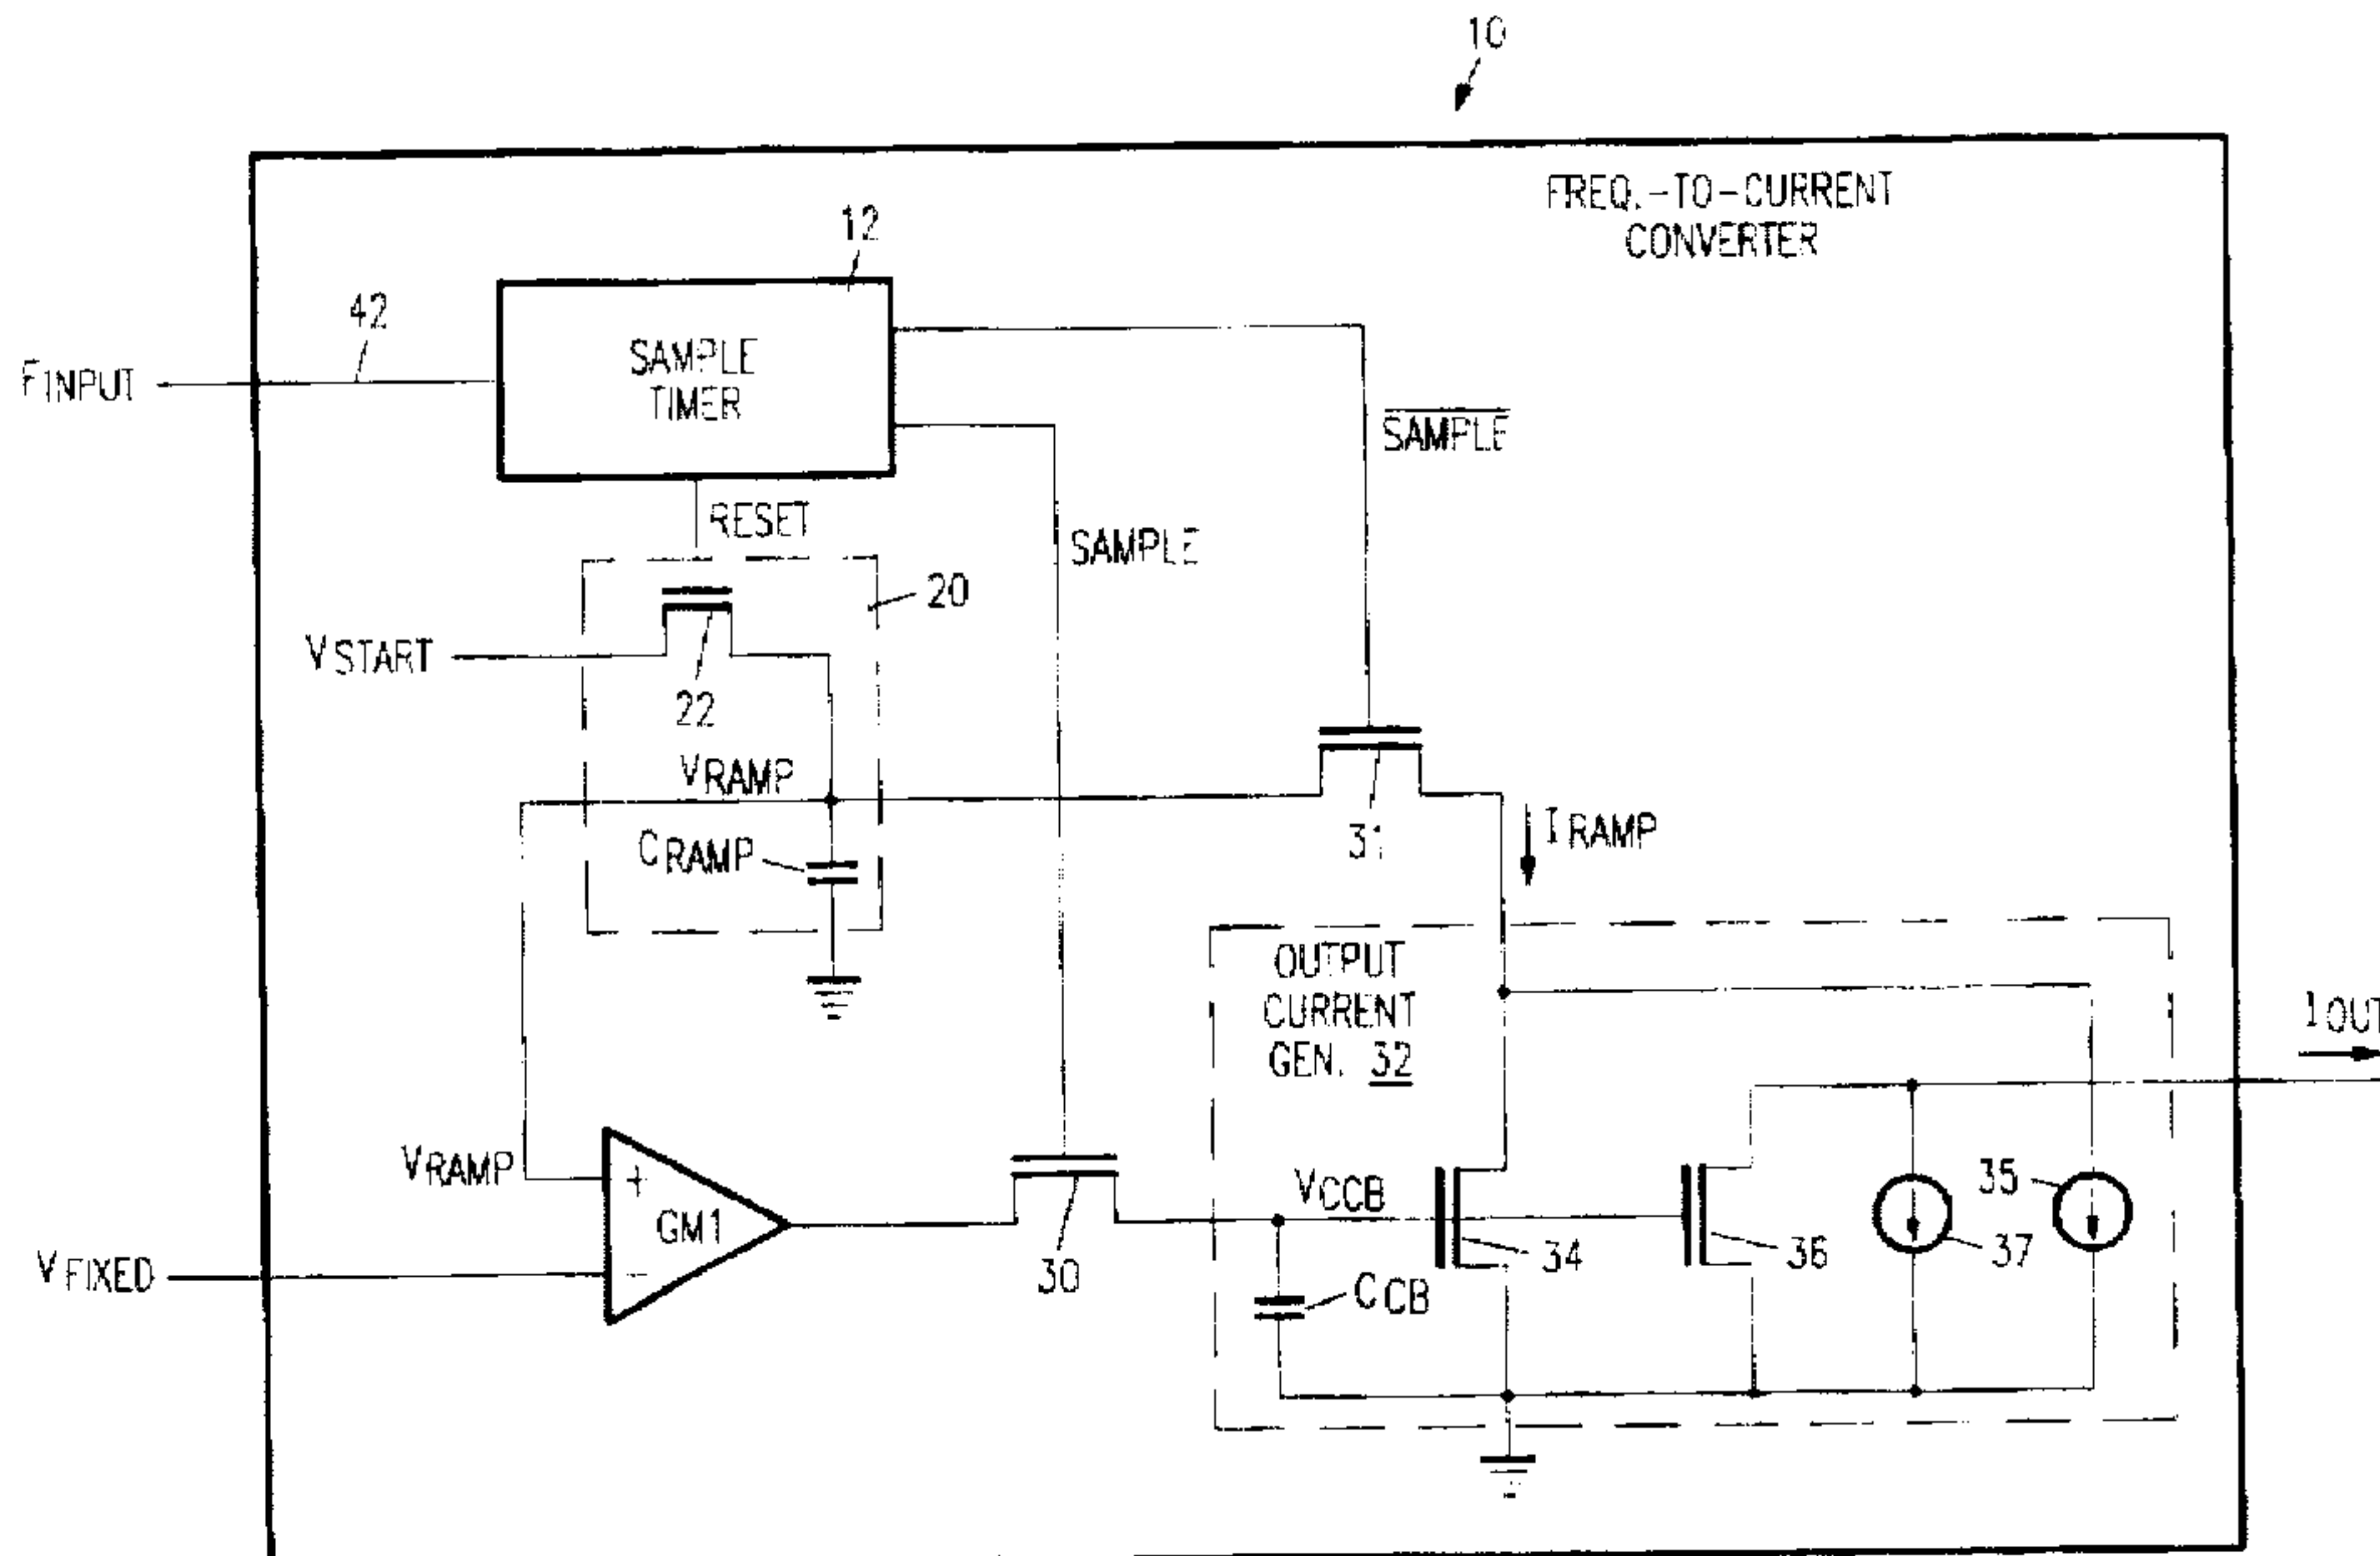 10
FREQ.-TO-CURRENT
CONVERTER
12
42
FINPUT
SAMPLE
TIMER
SAMPLE
RESET
SAMPLE
20
VSTART
22
VRAMP
31
IRAMP
CRAMP
OUTPUT
CURRENT
GEN. 32
IOUT
VRAMP
+
GM1
-
VFIXED
30
VCCB
CCB
34
36
37
35